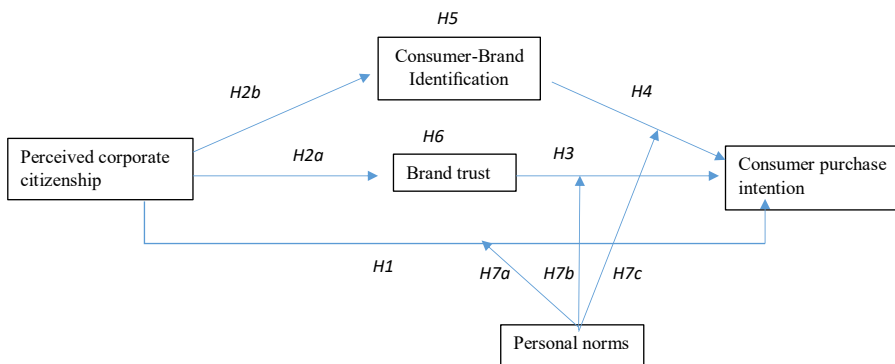 H5
Consumer-Brand
Identification
H2b
H4
H6
Perceived corporate
citizenship
H2a
Brand trust
H3
Consumer purchase
intention
H1
H7a
H7b
H7c
Personal norms